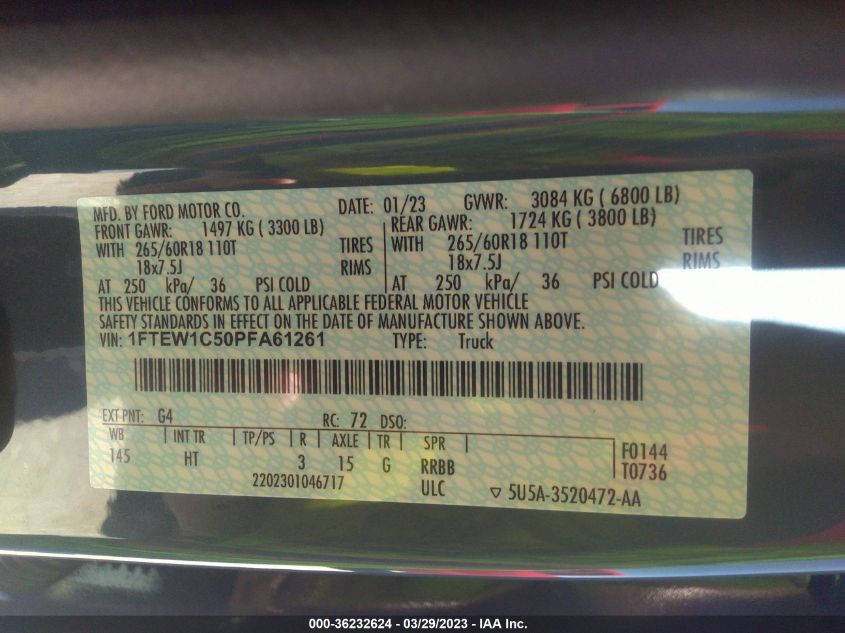 MFD. BY FORD MOTOR CO. DATE: 01/23 GVWR: 3084 KG ( 6800 LB)
FRONT GAWR: 1497 KG ( 3300 LB) REAR GAWR: 1724 KG ( 3800 LB)
WITH 265/60R18 110T TIRES WITH 265/60R18 110T TIRES
18x7.5J RIMS 18x7.5J RIMS
AT 250 kPa/ 36 PSI COLD AT 250 kPa/ 36 PSI COLD
THIS VEHICLE CONFORMS TO ALL APPLICABLE FEDERAL MOTOR VEHICLE
SAFETY STANDARDS IN EFFECT ON THE DATE OF MANUFACTURE SHOWN ABOVE.
VIN: 1FTEW1C50PFA61261 TYPE: Truck
EXT PNT: G4 RC: 72 DSO:
WB INT TR TP/PS R AXLE TR SPR F0144
145 HT 3 15 G RRBB T0736
2202301046717 ULC ▽ 5U5A-3520472-AA
000-36232624 - 03/29/2023 - IAA Inc.